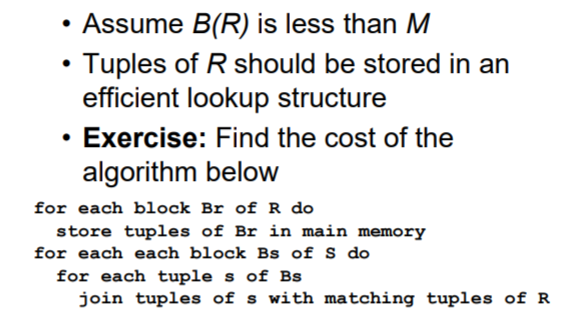 • Assume B(R) is less than M
• Tuples of R should be stored in an
efficient lookup structure
• Exercise: Find the cost of the
algorithm below
for each block Br of R do
store tuples of Br in main memory
for each each block Bs of S do
for each tuple s of Bs
join tuples of s with matching tuples of R